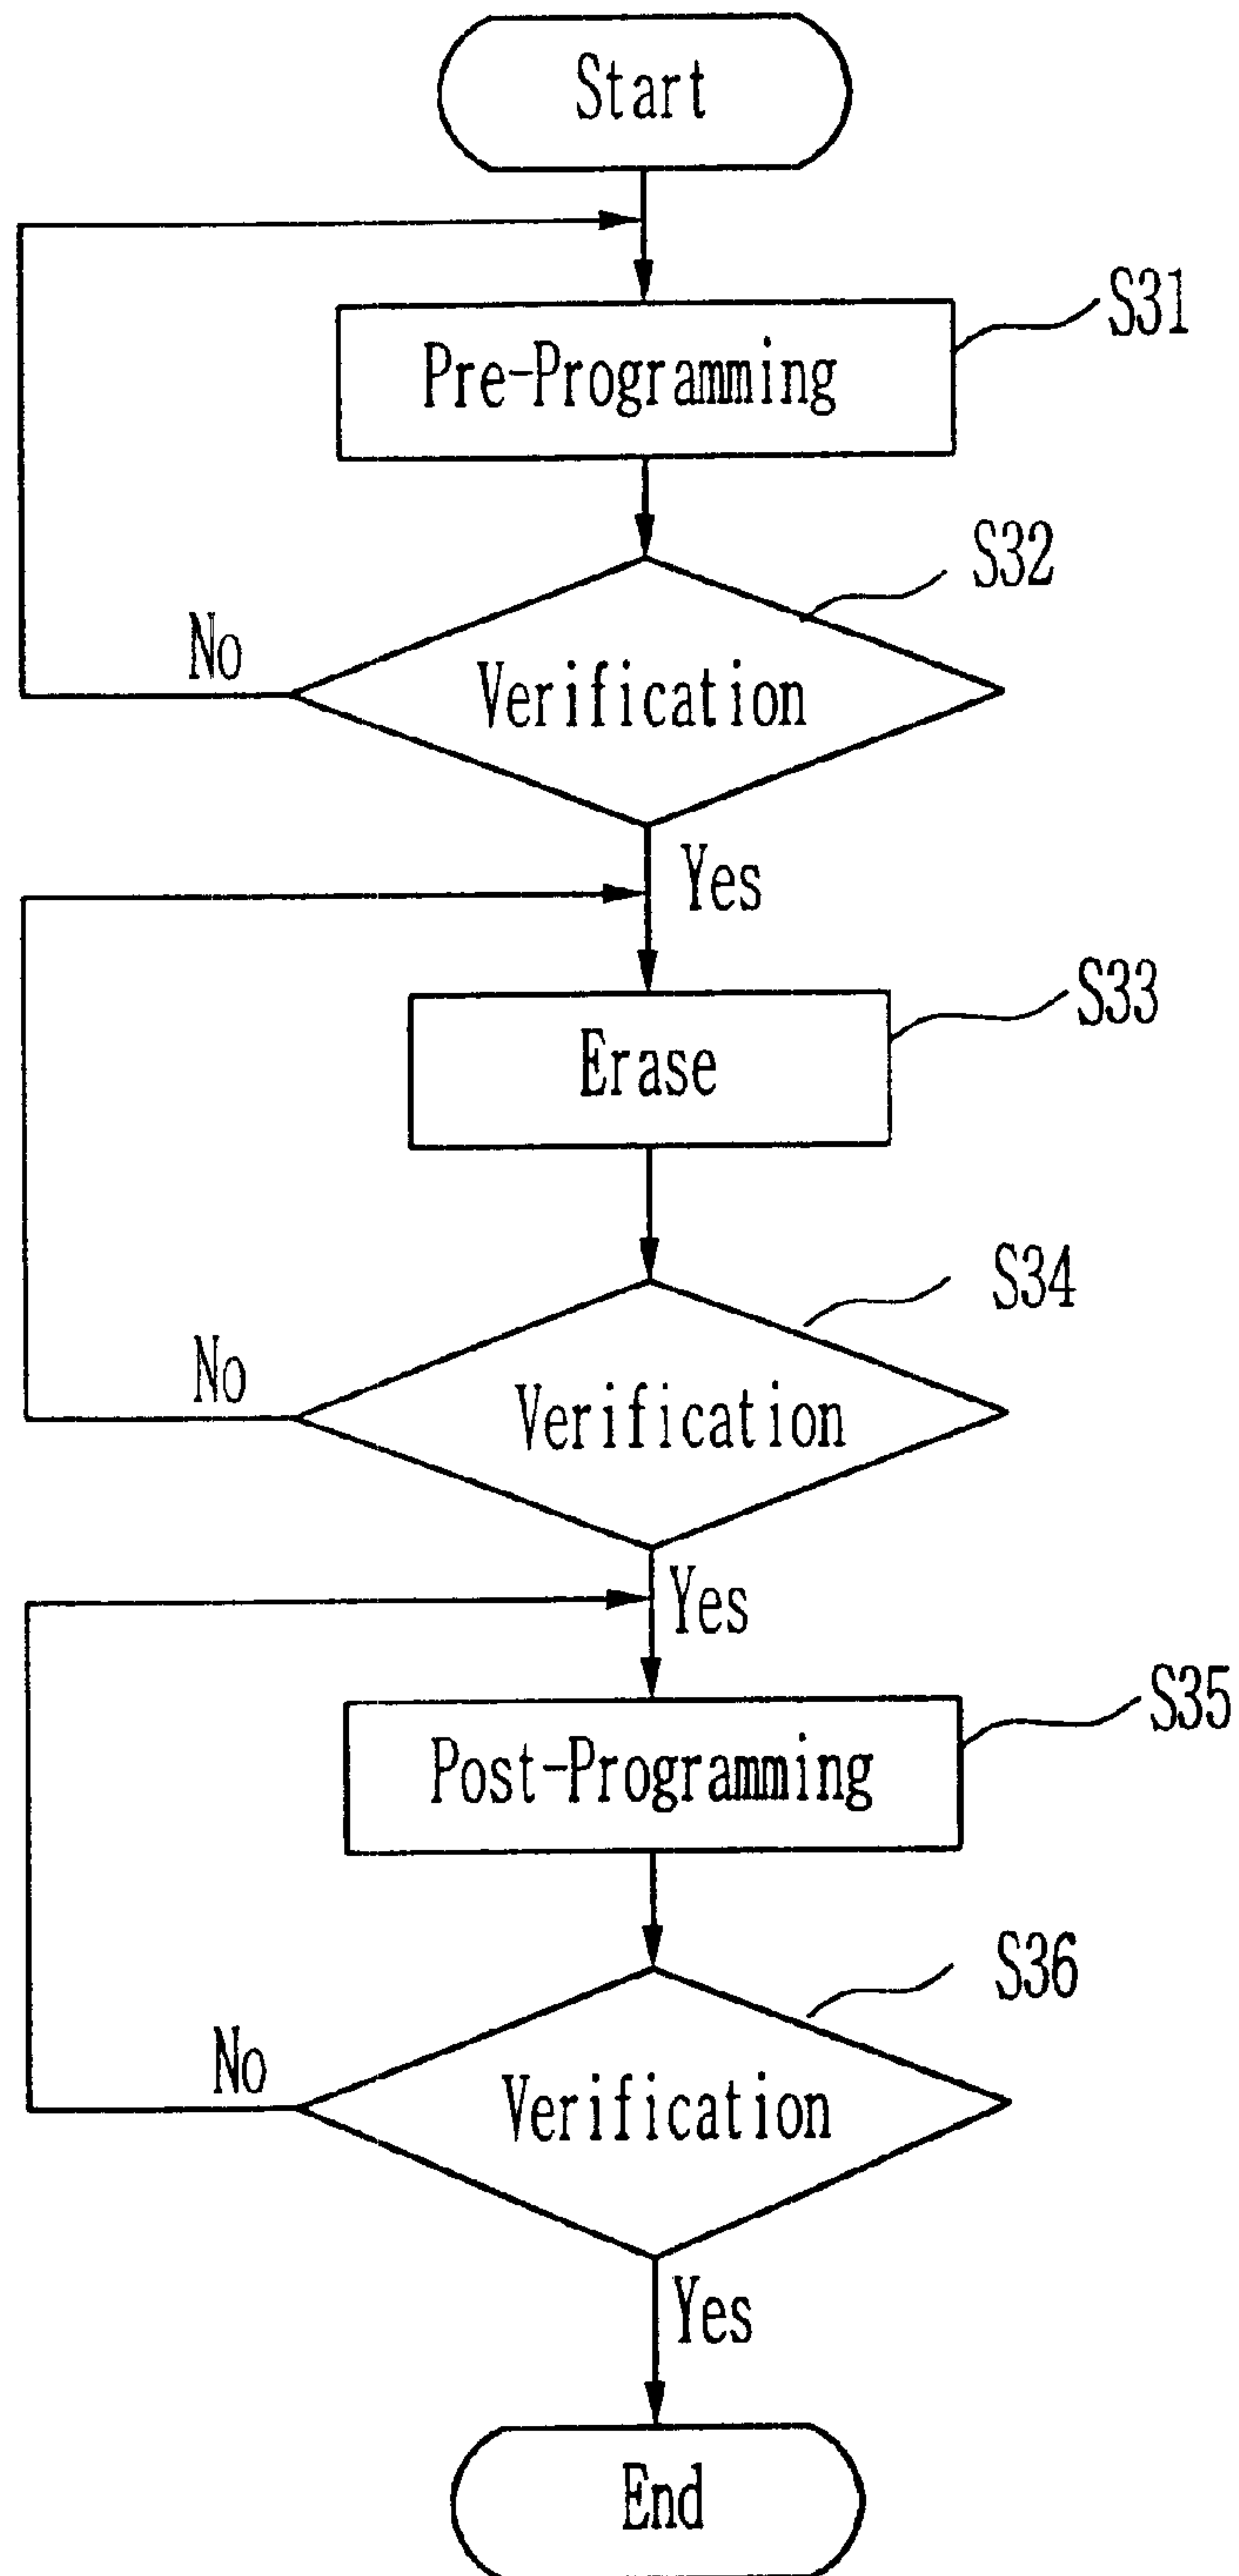 Start
S31
Pre-Programming
S32
No
Verification
Yes
S33
Erase
S34
No
Verification
Yes
S35
Post-Programming
S36
No
Verification
Yes
End